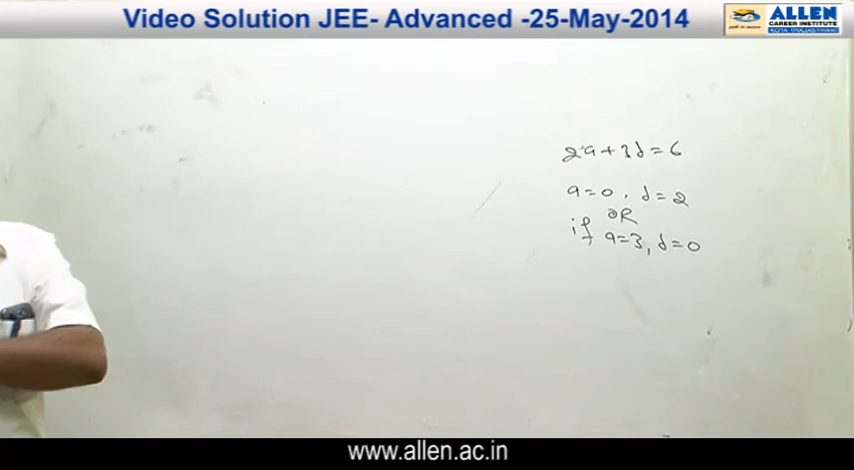 Video Solution JEE- Advanced -25-May-2014
ALLEN
CAREER INSTITUTE
KOTA (RAJASTHAN)
2a+3d=6
a=0, d=2
OR
if a=3, d=0
www.allen.ac.in